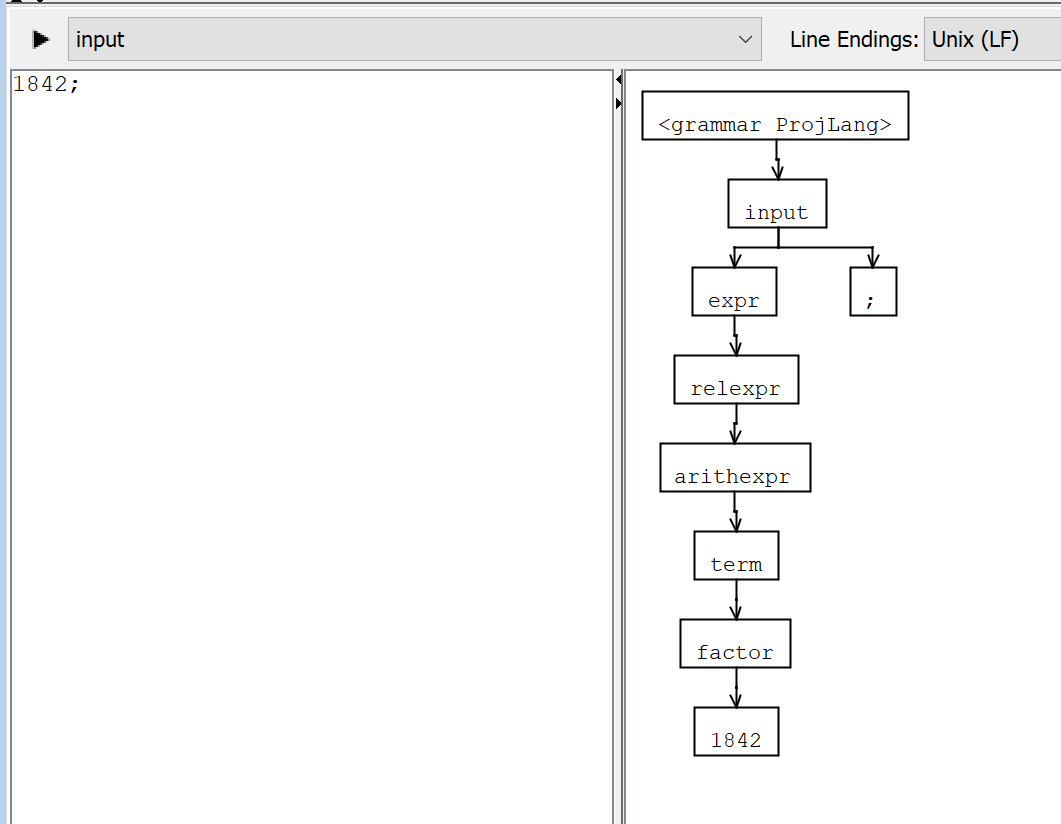 input
Line Endings: Unix (LF)
1842;
<grammar ProjLang>
input
expr
;
relexpr
arithexpr
term
factor
1842